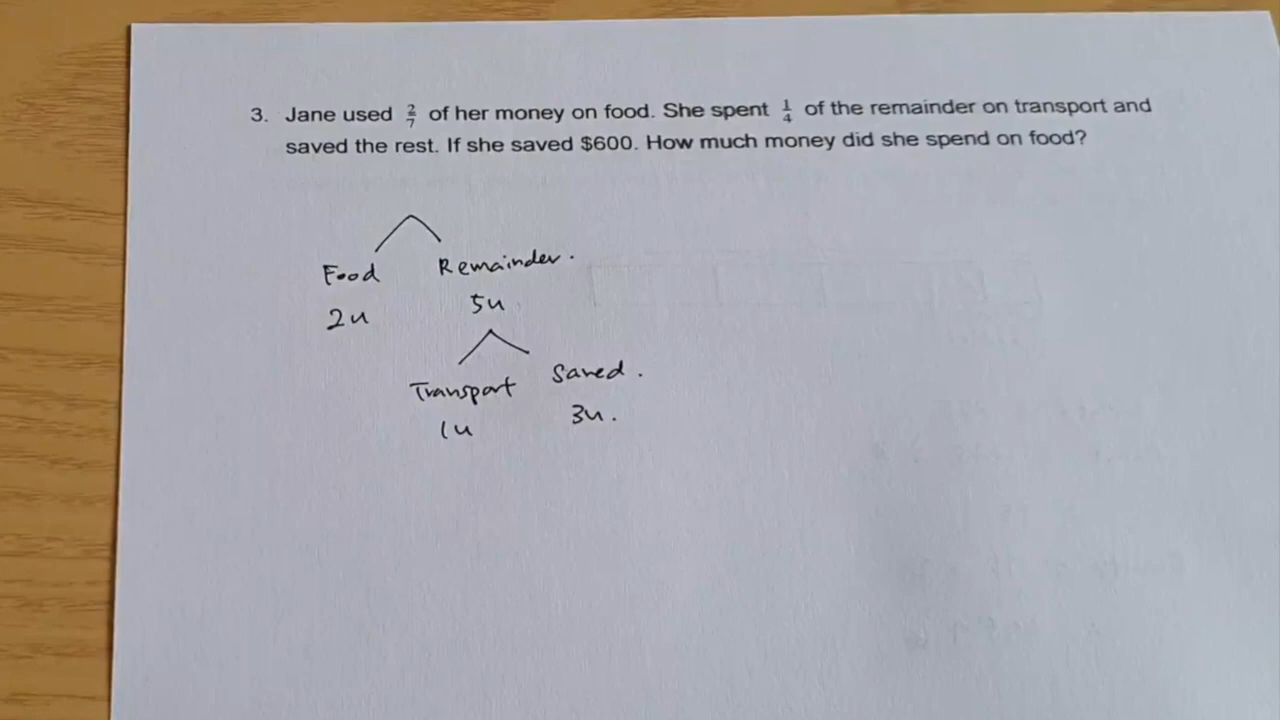 3. Jane used 2/7 of her money on food. She spent 1/4 of the remainder on transport and
saved the rest. If she saved $600. How much money did she spend on food?
Food Remainder.
2u 5u
Transport Saved.
1u 3u.